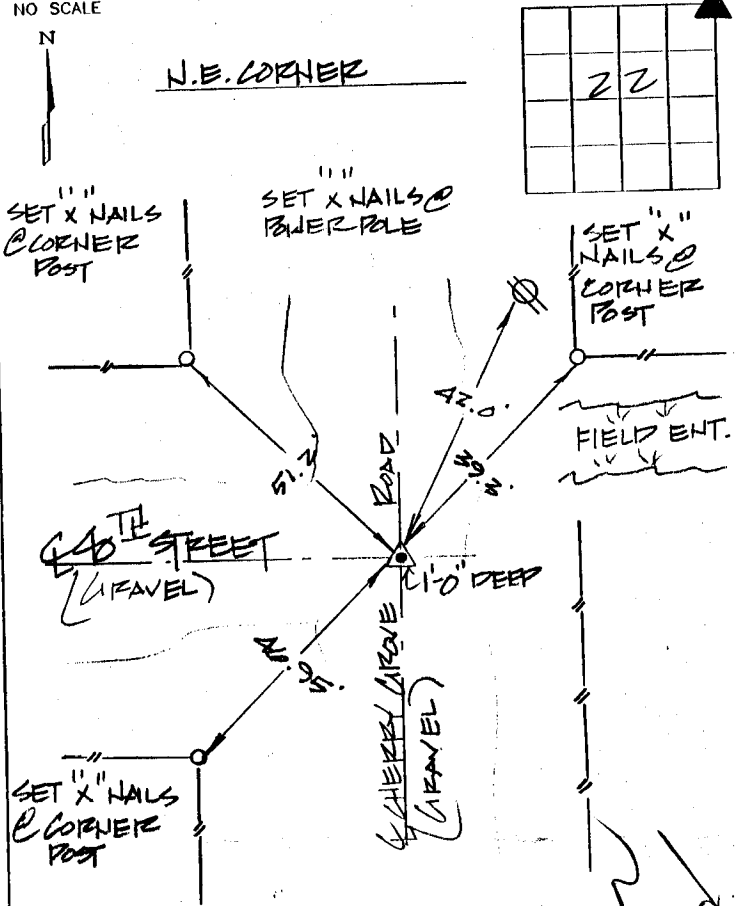 NO SCALE
N
N.E. CORNER
22
SET "X" NAILS
@ CORNER
POST
SET "X" NAILS @
POWER POLE
SET "X"
NAILS @
CORNER
POST
42.0'
39.3'
51.2'
FIELD ENT.
ROAD
℄ 40TH STREET
(GRAVEL)
1'-0" DEEP
46.95'
℄ CHERRY GROVE
(GRAVEL)
SET "X" NAILS
@ CORNER
POST